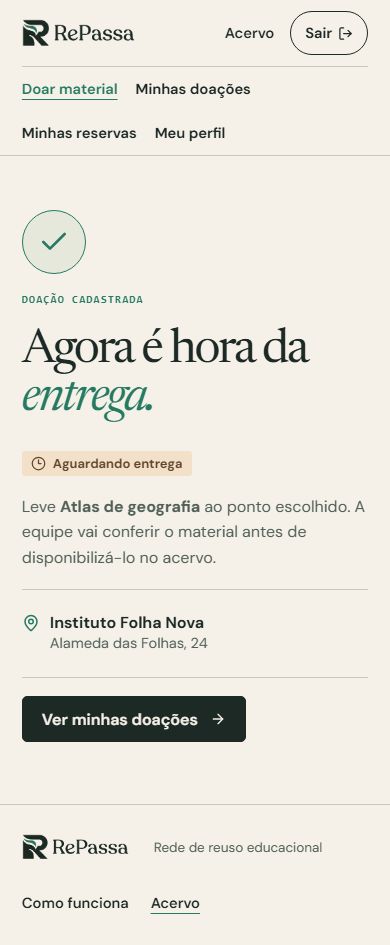 RePassa
Acervo
Sair
Doar material
Minhas doações
Minhas reservas
Meu perfil
DOAÇÃO CADASTRADA
Agora é hora da
entrega.
Aguardando entrega
Leve Atlas de geografia ao ponto escolhido. A
equipe vai conferir o material antes de
disponibilizá-lo no acervo.
Instituto Folha Nova
Alameda das Folhas, 24
Ver minhas doações
RePassa
Rede de reuso educacional
Como funciona
Acervo